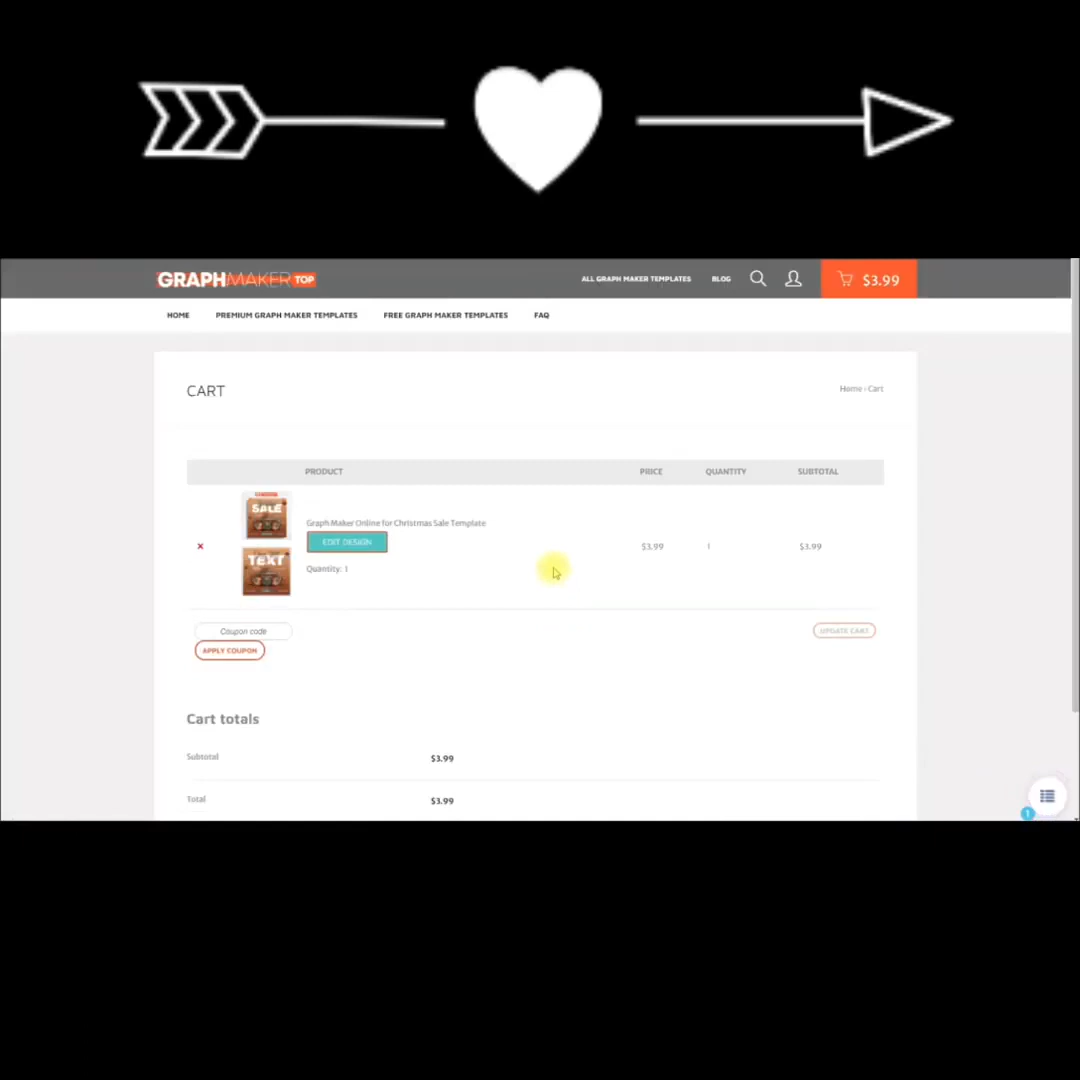 GRAPHMAKER TOP
ALL GRAPH MAKER TEMPLATES BLOG $3.99
HOME PREMIUM GRAPH MAKER TEMPLATES FREE GRAPH MAKER TEMPLATES FAQ
CART
Home › Cart
PRODUCT PRICE QUANTITY SUBTOTAL
SALE
TEXT
Graph Maker Online for Christmas Sale Template
EDIT DESIGN
Quantity: 1
× $3.99 1 $3.99
Coupon code
UPDATE CART
APPLY COUPON
Cart totals
Subtotal $3.99
Total $3.99
1